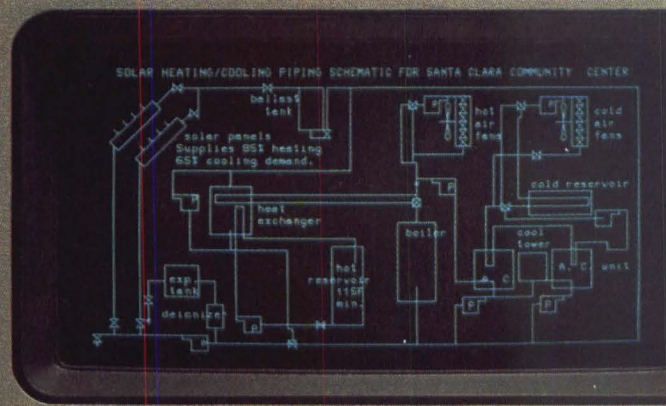 SOLAR HEATING/COOLING PIPING SCHEMATIC FOR SANTA CLARA COMMUNITY CENTER
ballast
tank
solar panels
Supplies 85% heating
65% cooling demand.
P
hot
air
fans
P
cold
air
fans
P
heat
exchanger
P
cold reservoir
boiler
cool
tower
exp.
tank
hot
reservoir
115F
min.
A. C.
A. C. unit
deionizer
P
P
P
P